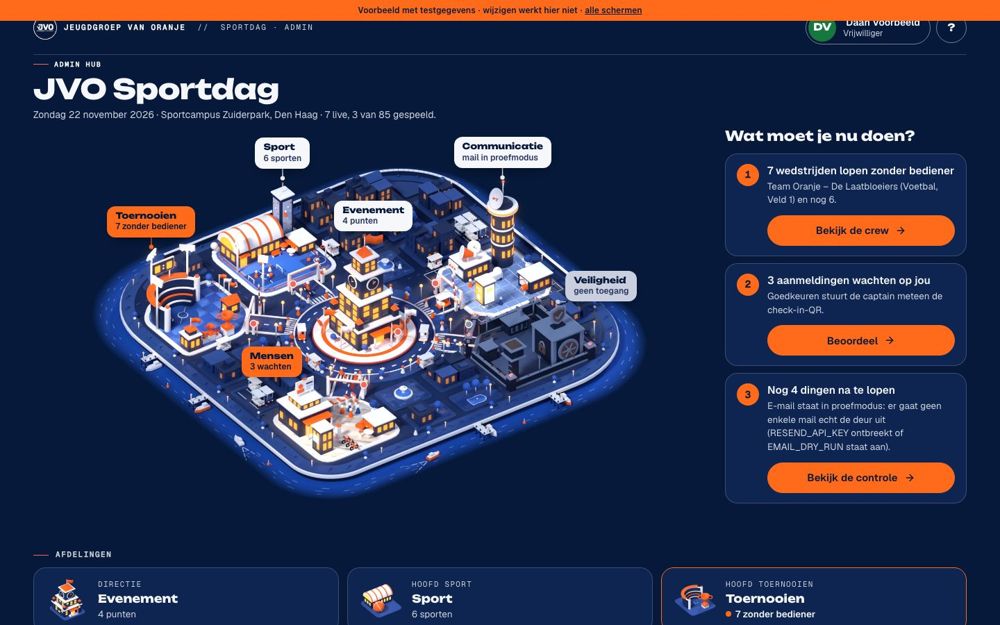 Voorbeeld met testgegevens · wijzigen werkt hier niet · alle schermen
JVO JEUGDGROEP VAN ORANJE // SPORTDAG - ADMIN
DV Daan Voorbeeld
Vrijwilliger
?
ADMIN HUB
JVO Sportdag
Zondag 22 november 2026 · Sportcampus Zuiderpark, Den Haag · 7 live, 3 van 85 gespeeld.
Sport
6 sporten
Communicatie
mail in proefmodus
Toernooien
7 zonder bediener
Evenement
4 punten
Veiligheid
geen toegang
Mensen
3 wachten
Wat moet je nu doen?
1 7 wedstrijden lopen zonder bediener
Team Oranje – De Laatbloeiers (Voetbal,
Veld 1) en nog 6.
Bekijk de crew →
2 3 aanmeldingen wachten op jou
Goedkeuren stuurt de captain meteen de
check-in-QR.
Beoordeel →
3 Nog 4 dingen na te lopen
E-mail staat in proefmodus: er gaat geen
enkele mail echt de deur uit
(RESEND_API_KEY ontbreekt of
EMAIL_DRY_RUN staat aan).
Bekijk de controle →
AFDELINGEN
DIRECTIE
Evenement
4 punten
HOOFD SPORT
Sport
6 sporten
HOOFD TOERNOOIEN
Toernooien
7 zonder bediener